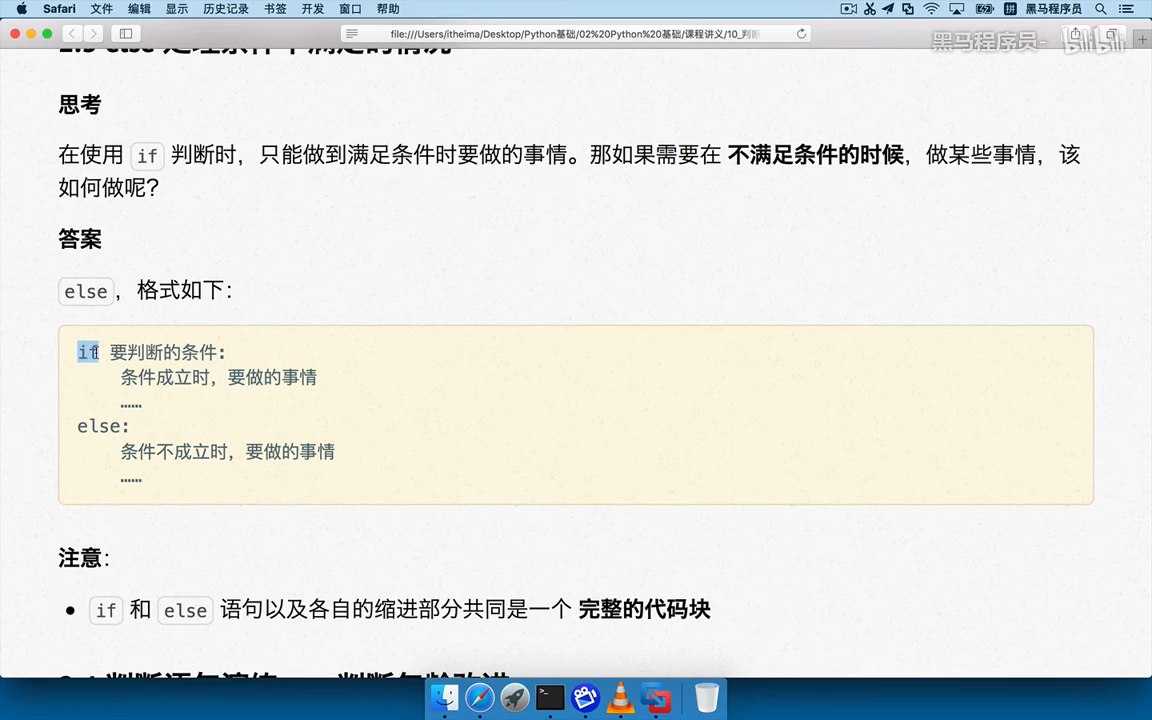 Safari 文件 编辑 显示 历史记录 书签 开发 窗口 帮助 黑马程序员
file:///Users/itheima/Desktop/Python基础/02%20Python%20基础/课程讲义/10_判断
黑马程序员- bilibili
思考
在使用 if 判断时，只能做到满足条件时要做的事情。那如果需要在 不满足条件的时候，做某些事情，该
如何做呢？
答案
else，格式如下：
if 要判断的条件:
条件成立时，要做的事情
……
else:
条件不成立时，要做的事情
……
注意：
• if 和 else 语句以及各自的缩进部分共同是一个 完整的代码块